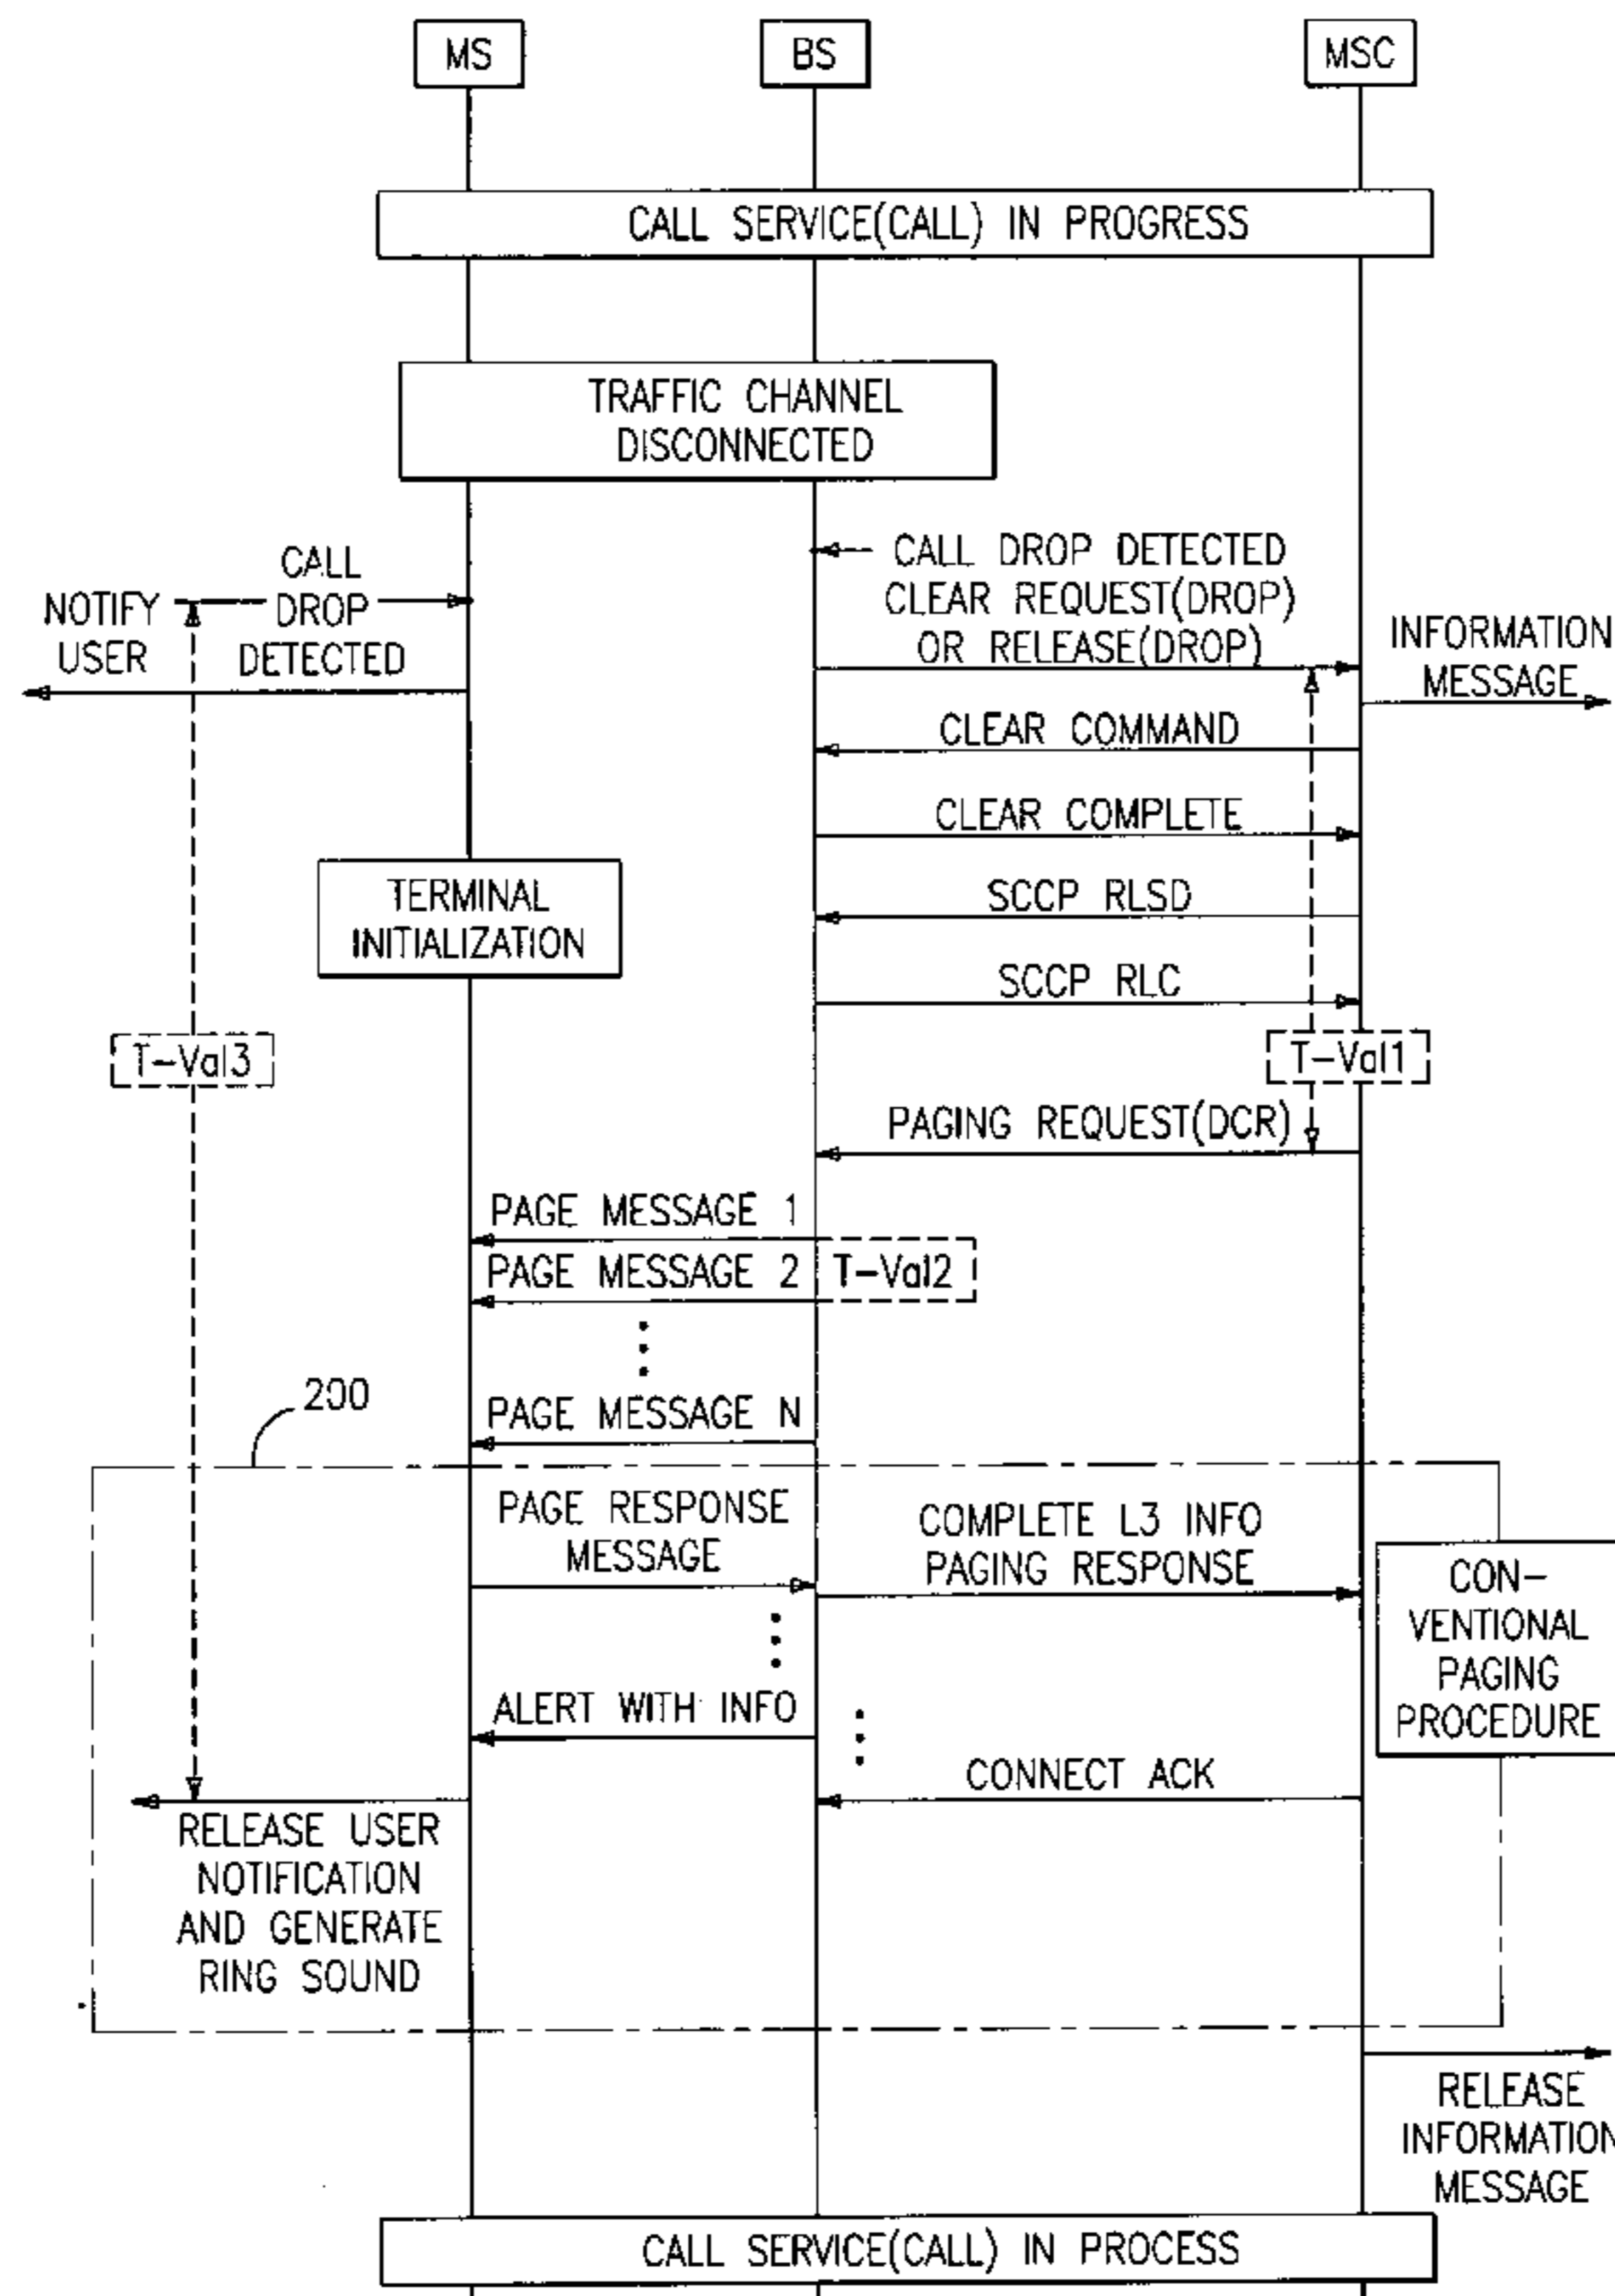 MS
BS
MSC
CALL SERVICE(CALL) IN PROGRESS
TRAFFIC CHANNEL
DISCONNECTED
CALL DROP DETECTED
CLEAR REQUEST(DROP)
OR RELEASE(DROP)
CALL
DROP
DETECTED
NOTIFY
USER
INFORMATION
MESSAGE
CLEAR COMMAND
CLEAR COMPLETE
TERMINAL
INITIALIZATION
SCCP RLSD
SCCP RLC
T-Val3
T-Val1
PAGING REQUEST(DCR)
PAGE MESSAGE 1
PAGE MESSAGE 2
T-Val2
PAGE MESSAGE N
200
PAGE RESPONSE
MESSAGE
COMPLETE L3 INFO
PAGING RESPONSE
CON-
VENTIONAL
PAGING
PROCEDURE
ALERT WITH INFO
CONNECT ACK
RELEASE USER
NOTIFICATION
AND GENERATE
RING SOUND
RELEASE
INFORMATION
MESSAGE
CALL SERVICE(CALL) IN PROCESS